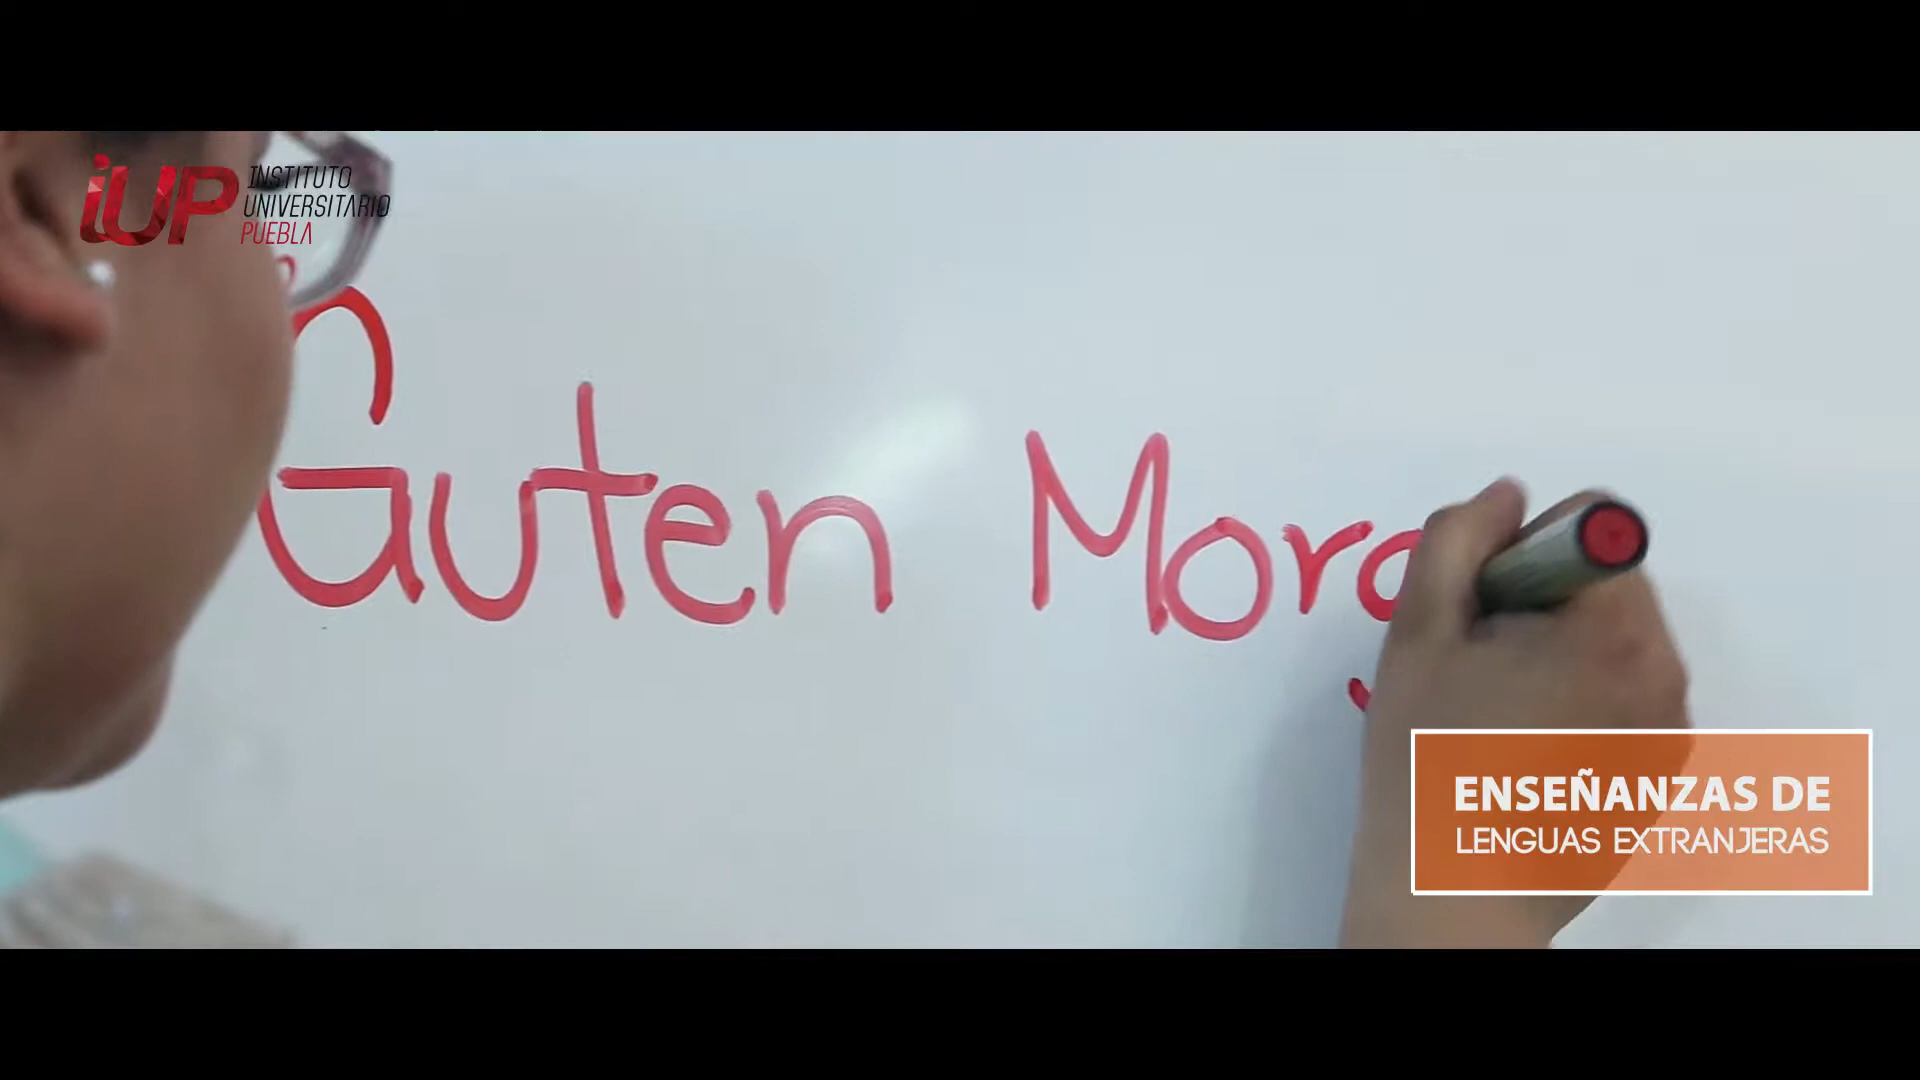 iUP INSTITUTO
UNIVERSITARIO
PUEBLA
Guten Morg
ENSEÑANZAS DE
LENGUAS EXTRANJERAS